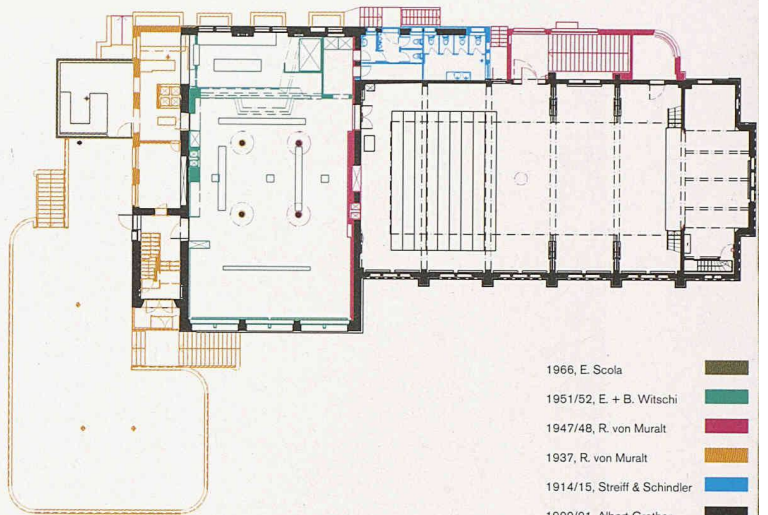 1966, E. Scola
1951/52, E. + B. Witschi
1947/48, R. von Muralt
1937, R. von Muralt
1914/15, Streiff & Schindler